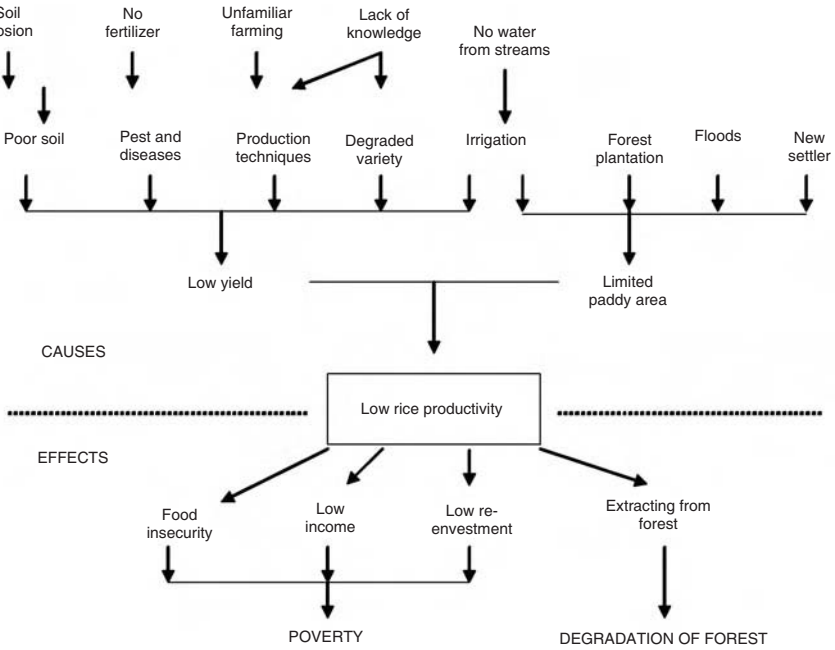 Soil
osion
No
fertilizer
Unfamiliar
farming
Lack of
knowledge
No water
from streams
Poor soil
Pest and
diseases
Production
techniques
Degraded
variety
Irrigation
Forest
plantation
Floods
New
settler
Low yield
Limited
paddy area
CAUSES
Low rice productivity
EFFECTS
Food
insecurity
Low
income
Low re-
envestment
Extracting from
forest
POVERTY
DEGRADATION OF FOREST